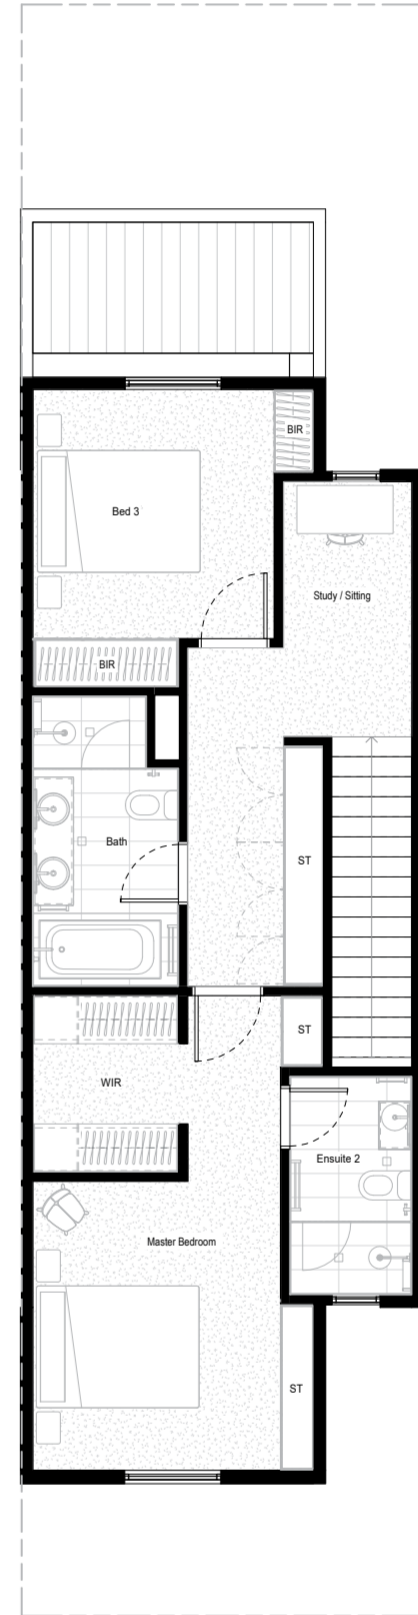 BIR
Bed 3
Study / Sitting
BIR
Bath
ST
ST
WIR
Ensuite 2
Master Bedroom
ST